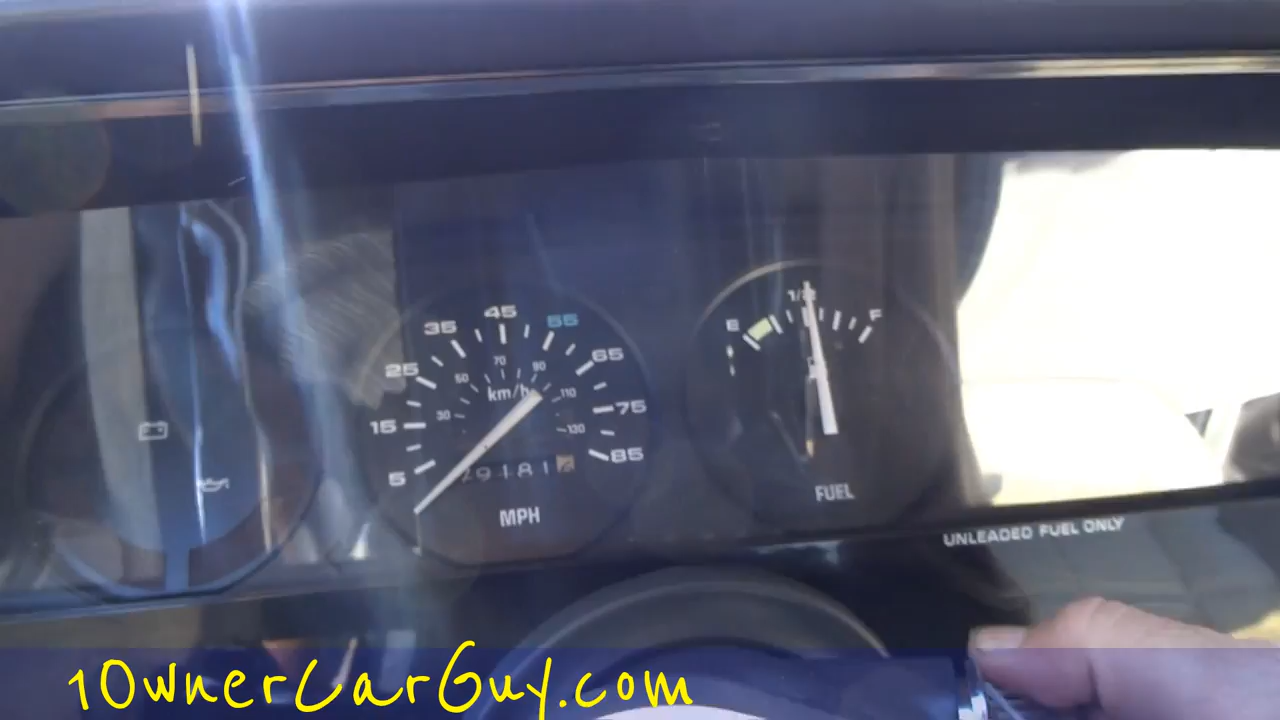 45
35 55
25 65
70
50 90
km/h
30 110
15 75
130
5 85
29181
MPH
1/2
E F
FUEL
UNLEADED FUEL ONLY
1OwnerCarGuy.com